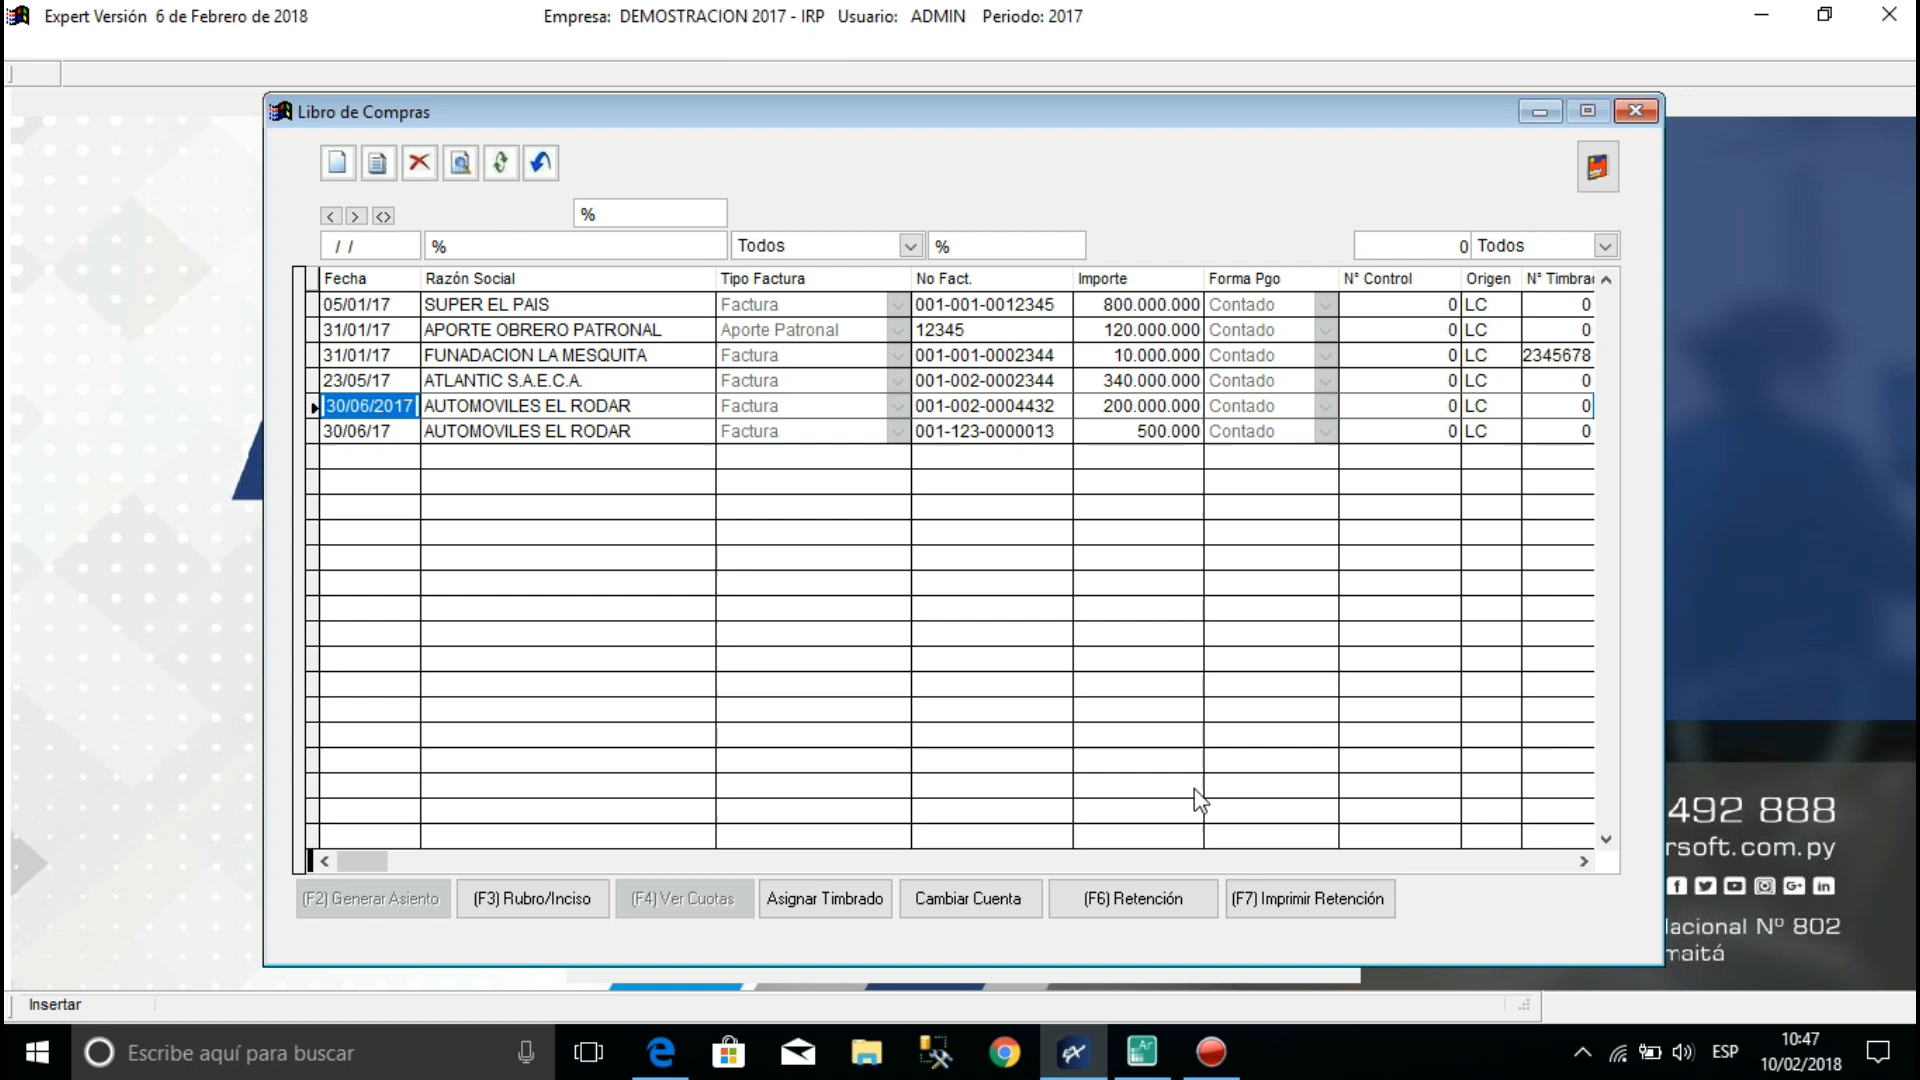 Expert Versión 6 de Febrero de 2018 Empresa: DEMOSTRACION 2017 - IRP Usuario: ADMIN Periodo: 2017
Libro de Compras
< > <> %
/ / % Todos % 0 Todos
Fecha Razón Social Tipo Factura No Fact. Importe Forma Pgo N° Control Origen N° Timbra
05/01/17 SUPER EL PAIS Factura 001-001-0012345 800.000.000 Contado 0 LC 0
31/01/17 APORTE OBRERO PATRONAL Aporte Patronal 12345 120.000.000 Contado 0 LC 0
31/01/17 FUNADACION LA MESQUITA Factura 001-001-0002344 10.000.000 Contado 0 LC 2345678
23/05/17 ATLANTIC S.A.E.C.A. Factura 001-002-0002344 340.000.000 Contado 0 LC 0
30/06/2017 AUTOMOVILES EL RODAR Factura 001-002-0004432 200.000.000 Contado 0 LC 0
30/06/17 AUTOMOVILES EL RODAR Factura 001-123-0000013 500.000 Contado 0 LC 0
492 888
rsoft.com.py
(F2) Generar Asiento (F3) Rubro/Inciso (F4) Ver Cuotas Asignar Timbrado Cambiar Cuenta (F6) Retención (F7) Imprimir Retención
acional Nº 802
maitá
Insertar
Escribe aquí para buscar
ESP
10:47
10/02/2018